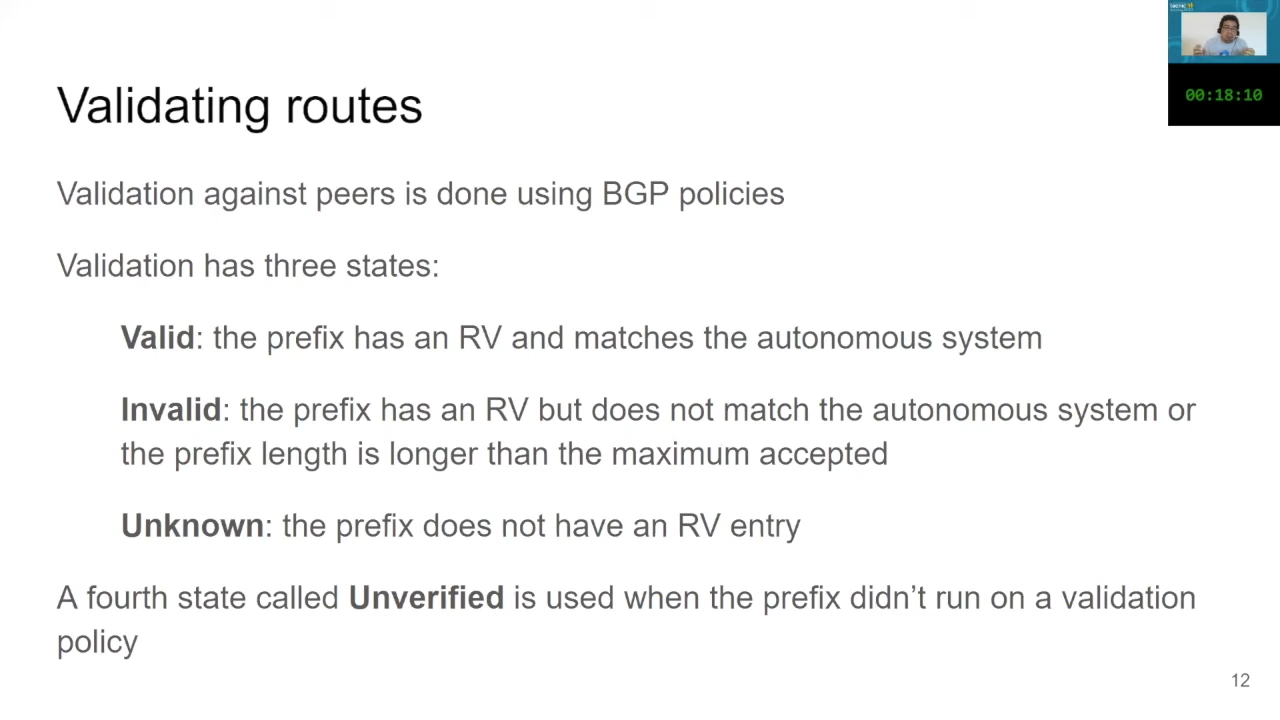 Validating routes
00:18:10
Validation against peers is done using BGP policies
Validation has three states:
Valid: the prefix has an RV and matches the autonomous system
Invalid: the prefix has an RV but does not match the autonomous system or
the prefix length is longer than the maximum accepted
Unknown: the prefix does not have an RV entry
A fourth state called Unverified is used when the prefix didn’t run on a validation
policy
12